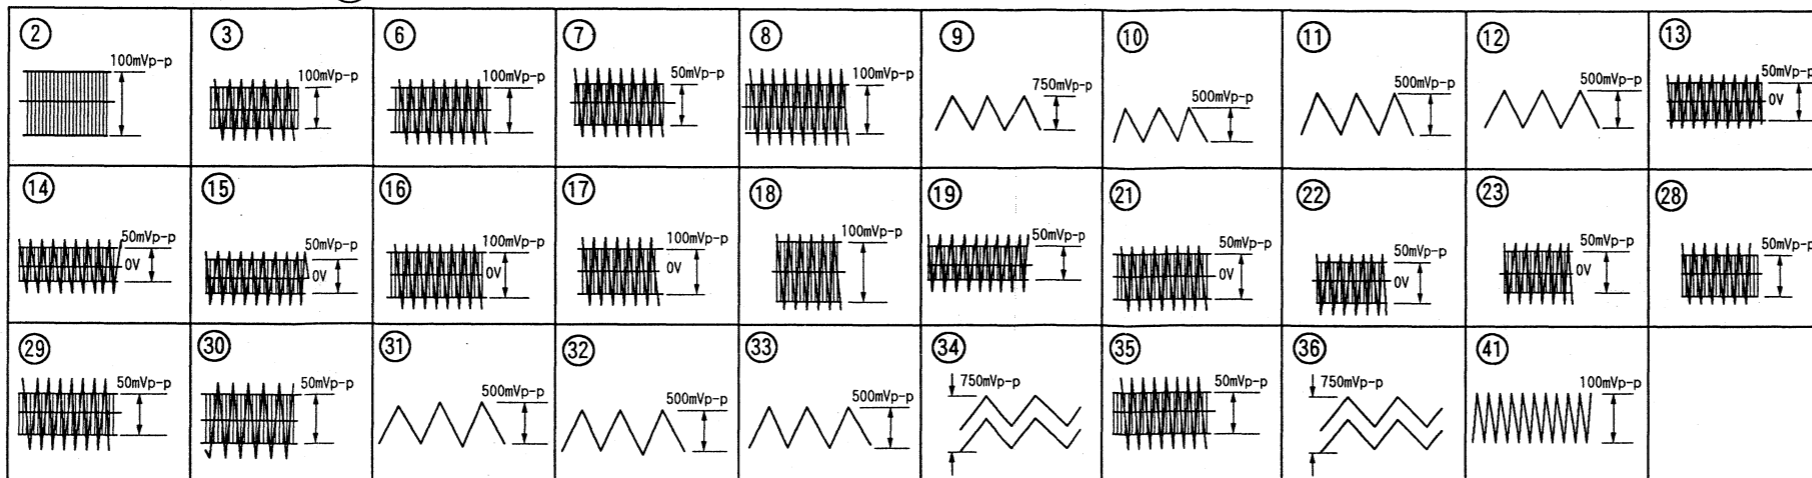 ② 100mVp-p
③ 100mVp-p
⑥ 100mVp-p
⑦ 50mVp-p
⑧ 100mVp-p
⑨ 750mVp-p
⑩ 500mVp-p
⑪ 500mVp-p
⑫ 500mVp-p
⑬ 50mVp-p
0V
⑭ 50mVp-p
0V
⑮ 50mVp-p
0V
⑯ 100mVp-p
0V
⑰ 100mVp-p
0V
⑱ 100mVp-p
⑲ 50mVp-p
0V
㉑ 50mVp-p
0V
㉒ 50mVp-p
0V
㉓ 50mVp-p
0V
㉘ 50mVp-p
㉙ 50mVp-p
㉚ 50mVp-p
㉛ 500mVp-p
㉜ 500mVp-p
㉝ 500mVp-p
㉞ 750mVp-p
㉟ 50mVp-p
㊱ 750mVp-p
㊶ 100mVp-p